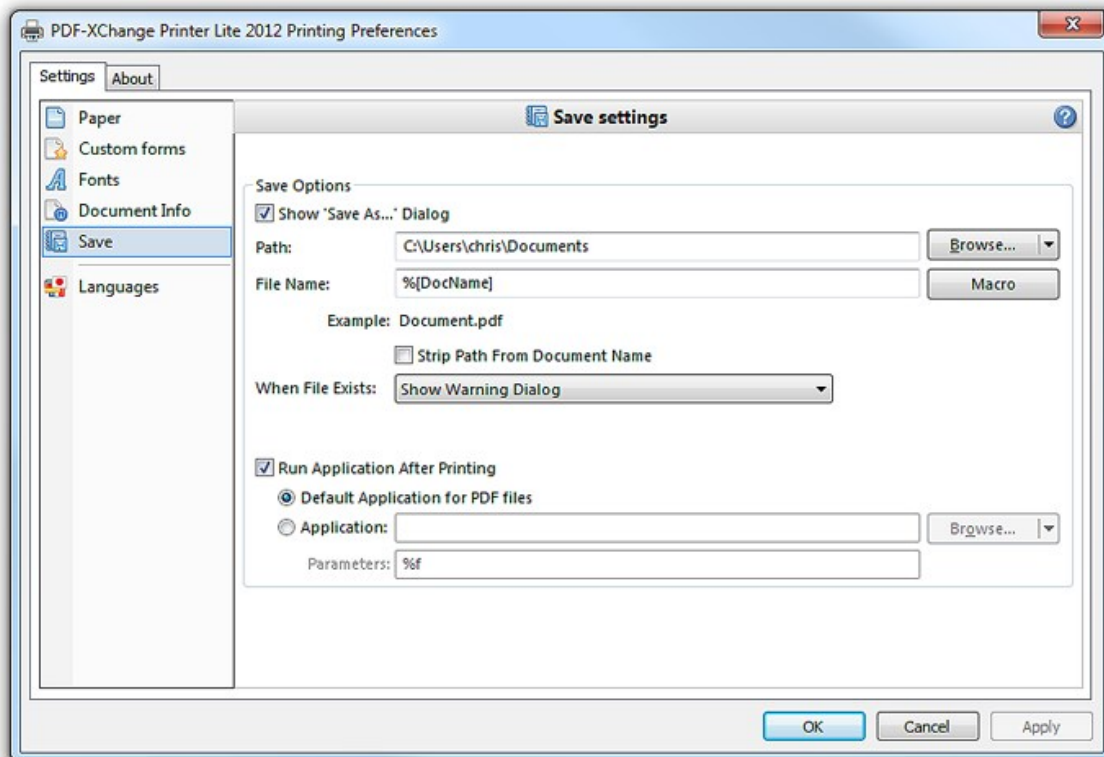 PDF-XChange Printer Lite 2012 Printing Preferences
Settings
About
Paper
Custom forms
Fonts
Document Info
Save
Languages
Save settings
Save Options
Show 'Save As...' Dialog
Path: C:\Users\chris\Documents Browse...
File Name: %[DocName] Macro
Example: Document.pdf
Strip Path From Document Name
When File Exists: Show Warning Dialog
Run Application After Printing
Default Application for PDF files
Application: Browse...
Parameters: %f
OK Cancel Apply